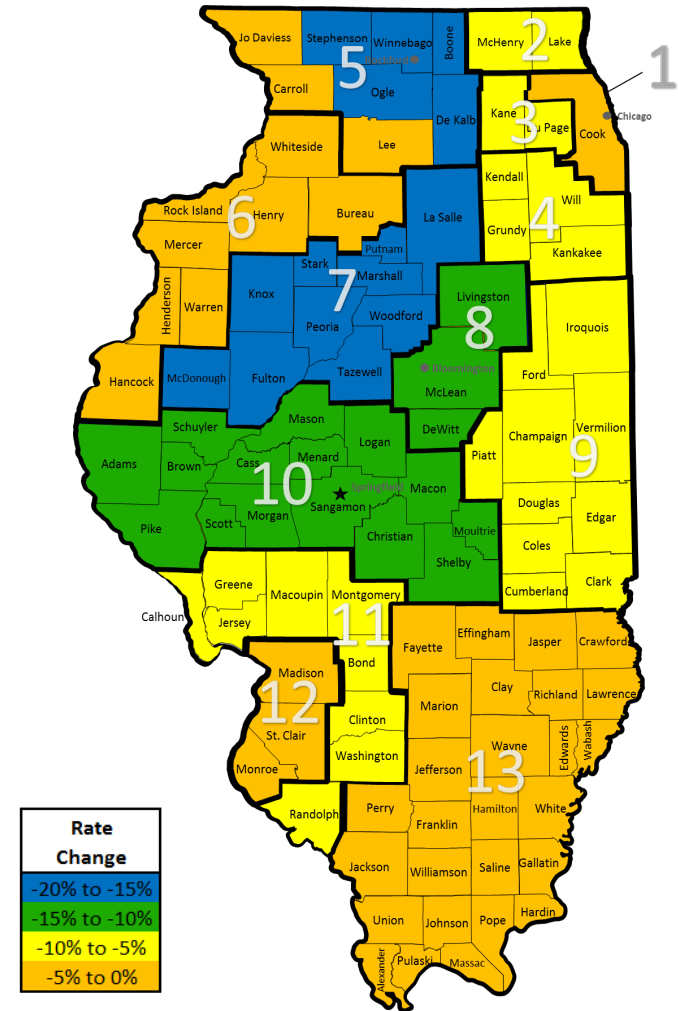 Jo Daviess
Stephenson
Winnebago
Boone
McHenry
Lake
2
1
5
Rockford
Carroll
Ogle
De Kalb
Kane
3
Du Page
Cook
Chicago
Whiteside
Lee
Kendall
Will
Rock Island
6
Henry
Bureau
La Salle
Grundy
4
Mercer
Putnam
Kankakee
Stark
Marshall
Henderson
Warren
Knox
7
Livingston
Peoria
Woodford
8
Iroquois
Bloomington
Ford
Hancock
McDonough
Fulton
Tazewell
McLean
Schuyler
Mason
Logan
DeWitt
Champaign
Vermilion
Adams
Brown
Cass
Menard
Piatt
9
10
Springfield
Macon
Pike
Scott
Morgan
Sangamon
Douglas
Edgar
Christian
Moultrie
Coles
Shelby
Greene
Macoupin
Montgomery
Cumberland
Clark
Calhoun
Jersey
11
Fayette
Effingham
Jasper
Crawford
Bond
Madison
Clay
Richland
Lawrence
12
Marion
Clinton
St. Clair
Wayne
Edwards
Wabash
Washington
Monroe
Jefferson
13
Randolph
Perry
Hamilton
White
Franklin
Jackson
Williamson
Saline
Gallatin
Union
Johnson
Pope
Hardin
Alexander
Pulaski
Massac
Rate
Change
-20% to -15%
-15% to -10%
-10% to -5%
-5% to 0%